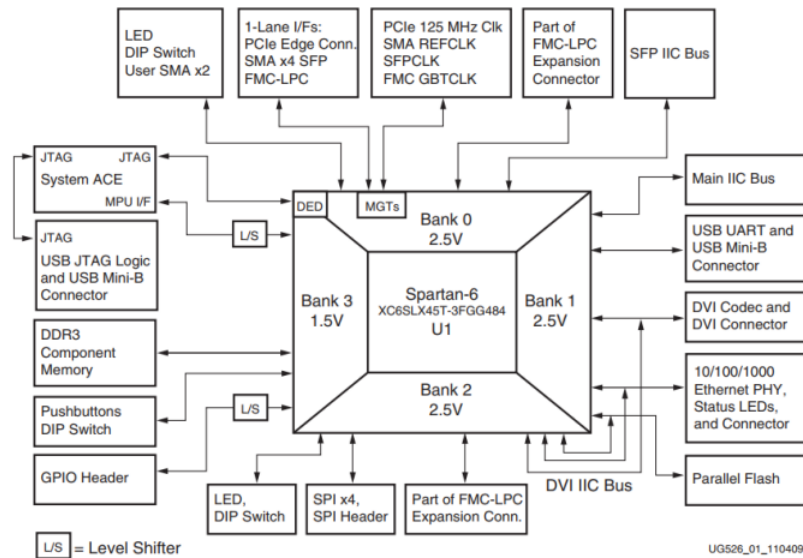 LED
DIP Switch
User SMA x2
1-Lane I/Fs:
PCIe Edge Conn.
SMA x4 SFP
FMC-LPC
PCIe 125 MHz Clk
SMA REFCLK
SFPCLK
FMC GBTCLK
Part of
FMC-LPC
Expansion
Connector
SFP IIC Bus
JTAG JTAG
System ACE
MPU I/F
L/S
JTAG
USB JTAG Logic
and USB Mini-B
Connector
DDR3
Component
Memory
Pushbuttons
DIP Switch
L/S
GPIO Header
DED
MGTs
Bank 0
2.5V
Bank 3
1.5V
Spartan-6
XC6SLX45T-3FGG484
U1
Bank 1
2.5V
Bank 2
2.5V
Main IIC Bus
USB UART and
USB Mini-B
Connector
DVI Codec and
DVI Connector
10/100/1000
Ethernet PHY,
Status LEDs,
and Connector
Parallel Flash
DVI IIC Bus
LED,
DIP Switch
SPI x4,
SPI Header
Part of FMC-LPC
Expansion Conn.
L/S = Level Shifter
UG526_01_110409